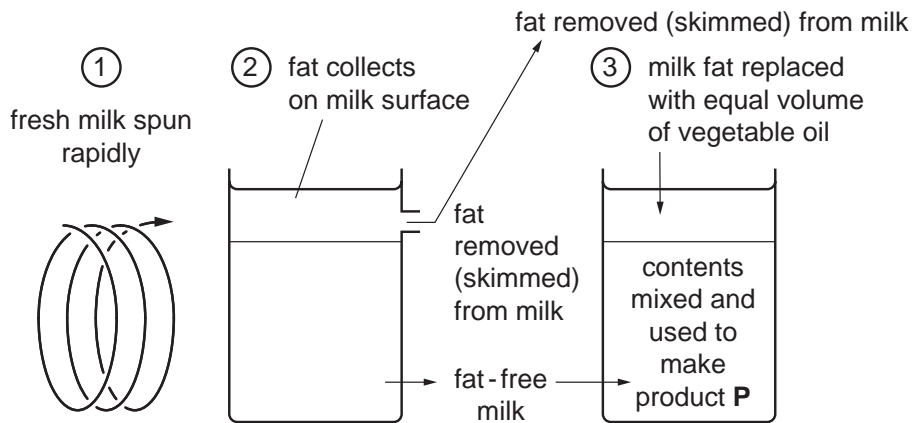 fat removed (skimmed) from milk
1
fresh milk spun
rapidly
2
fat collects
on milk surface
fat
removed
(skimmed)
from milk
fat-free
milk
3
milk fat replaced
with equal volume
of vegetable oil
contents
mixed and
used to
make
product P